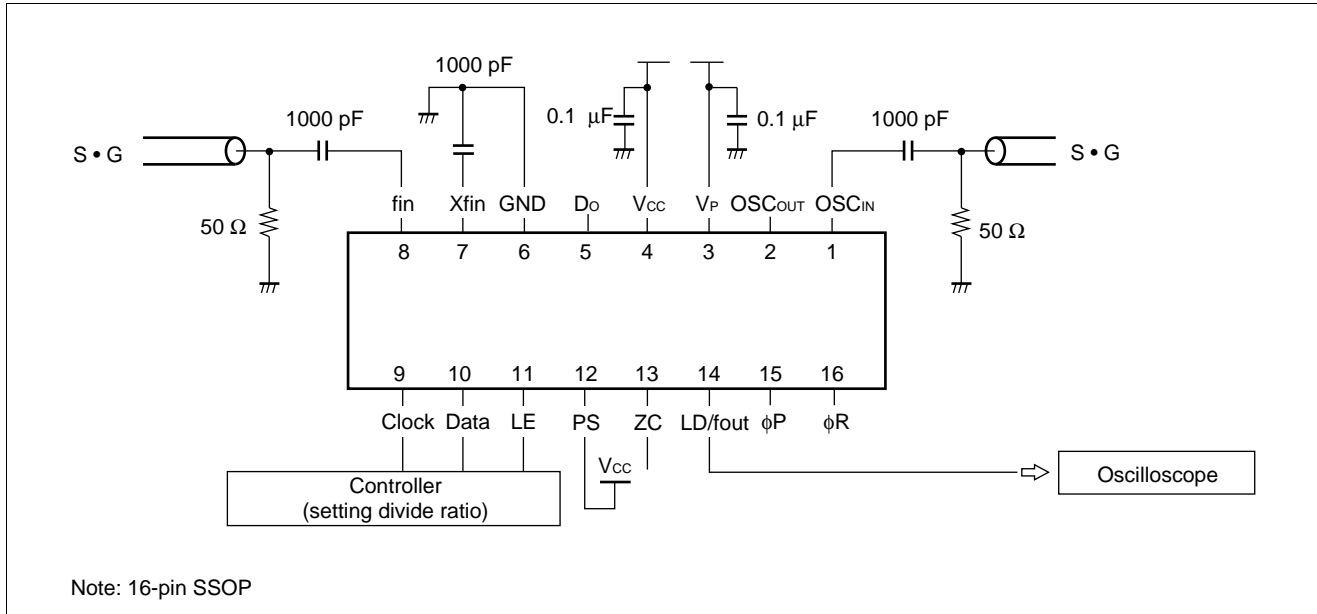 1000 pF
1000 pF
0.1 μF
0.1 μF
1000 pF
S • G
S • G
50 Ω
50 Ω
fin Xfin GND DO VCC VP OSCOUT OSCIN
8 7 6 5 4 3 2 1
9 10 11 12 13 14 15 16
Clock Data LE PS ZC LD/fout ϕP ϕR
VCC
Controller
(setting divide ratio)
Oscilloscope
Note: 16-pin SSOP